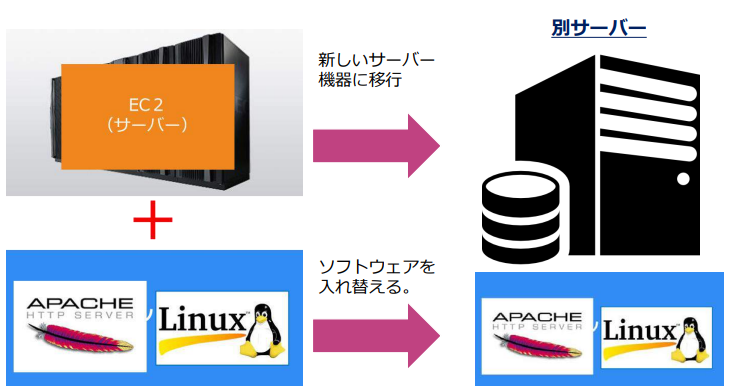 別サーバー
新しいサーバー
機器に移行
EC2
（サーバー）
ソフトウェアを
入れ替える。
APACHE
HTTP SERVER
Linux
APACHE
HTTP SERVER
Linux